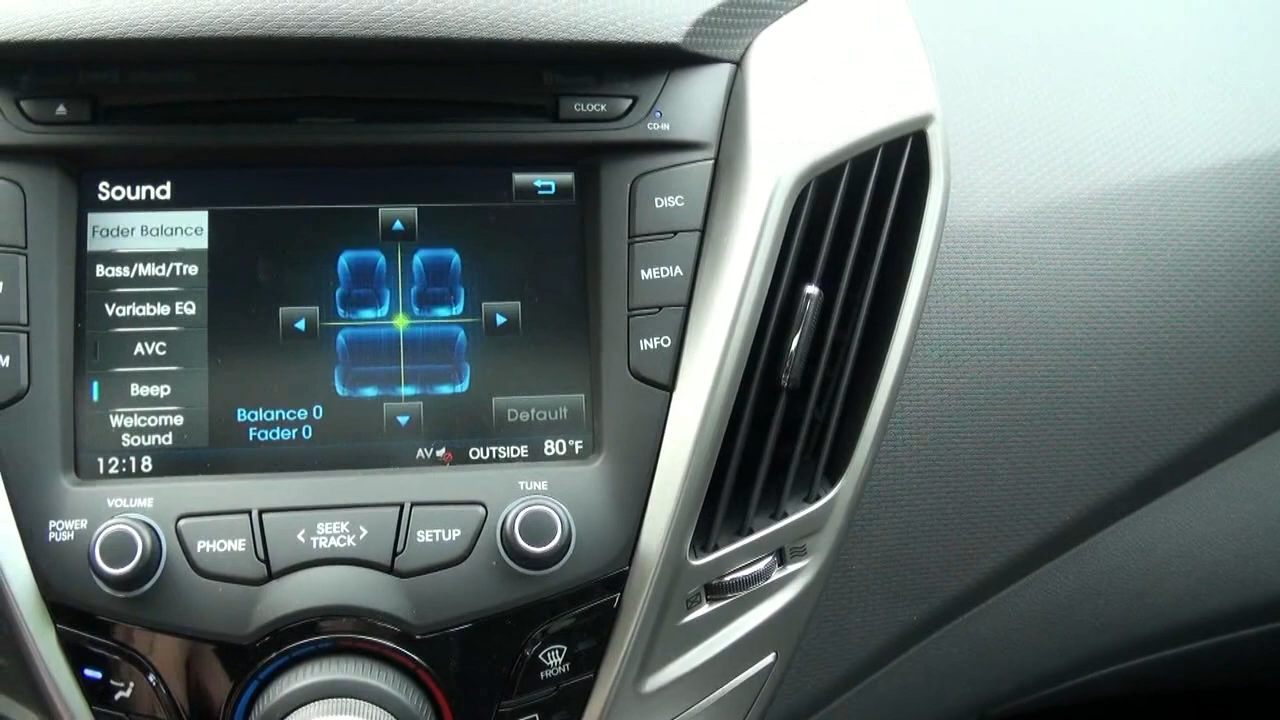 CLOCK
CD-IN
Sound
DISC
Fader Balance
Bass/Mid/Tre
MEDIA
Variable EQ
AVC
INFO
Beep
Welcome
Sound
Balance 0
Fader 0
Default
12:18
AV
OUTSIDE 80°F
VOLUME
TUNE
POWER
PUSH
PHONE
SEEK
TRACK
SETUP
FRONT